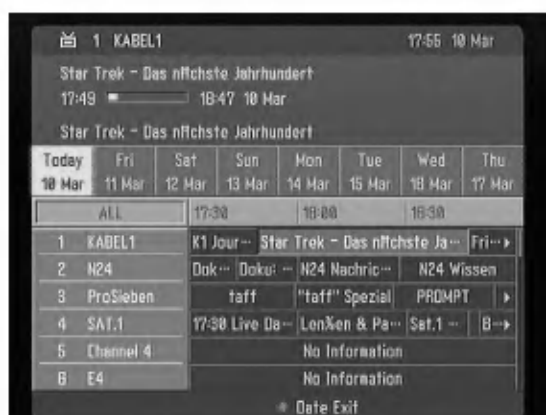 1 KABEL1 17:55 10 Mar
Star Trek - Das nñchste Jahrhundert
17:49 18:47 10 Mar
Star Trek - Das nñchste Jahrhundert
Today Fri Sat Sun Mon Tue Wed Thu
10 Mar 11 Mar 12 Mar 13 Mar 14 Mar 15 Mar 16 Mar 17 Mar
ALL 17:30 18:00 18:30
1 KABEL1 K1 Jour... Star Trek - Das nñchste Ja... Fri...
2 N24 Dok... Doku: ... N24 Nachric... N24 Wissen
3 ProSieben taff "taff" Spezial PROMPT
4 SAT.1 17:30 Live Da... Len%en & Pa... Sat.1 ... B...
5 Channel 4 No Information
6 E4 No Information
Date Exit